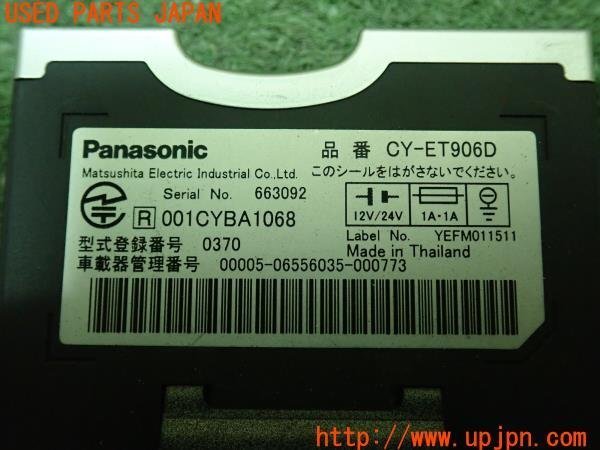 USED PARTS JAPAN
Panasonic
品番 CY-ET906D
Matsushita Electric Industrial Co.,Ltd.
このシールをはがさないでください。
Serial No. 663092
R 001CYBA1068
12V/24V
1A・1A
型式登録番号 0370
Label No. YEFM011511
Made in Thailand
車載器管理番号 00005-06556035-000773
http://www.upjpn.com